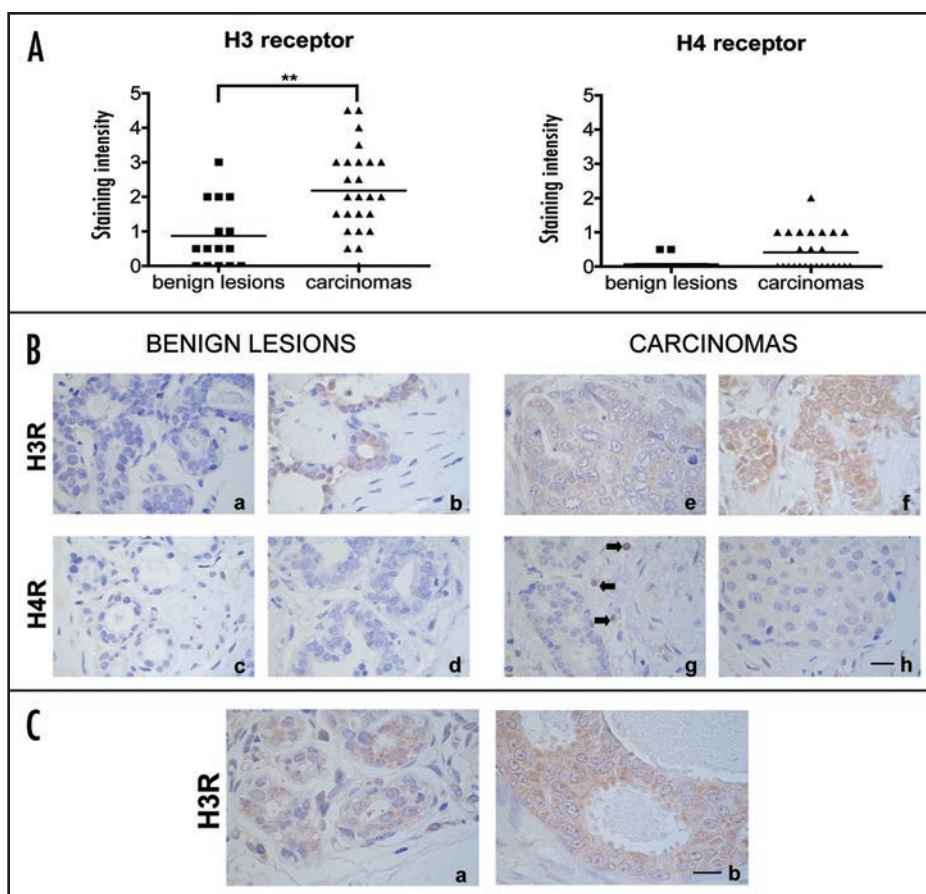 A
H3 receptor
**
Staining intensity
5
4
3
2
1
0
benign lesions
carcinomas
H4 receptor
Staining intensity
5
4
3
2
1
0
benign lesions
carcinomas
B
BENIGN LESIONS
CARCINOMAS
H3R
a
b
e
f
H4R
c
d
g
h
C
H3R
a
b